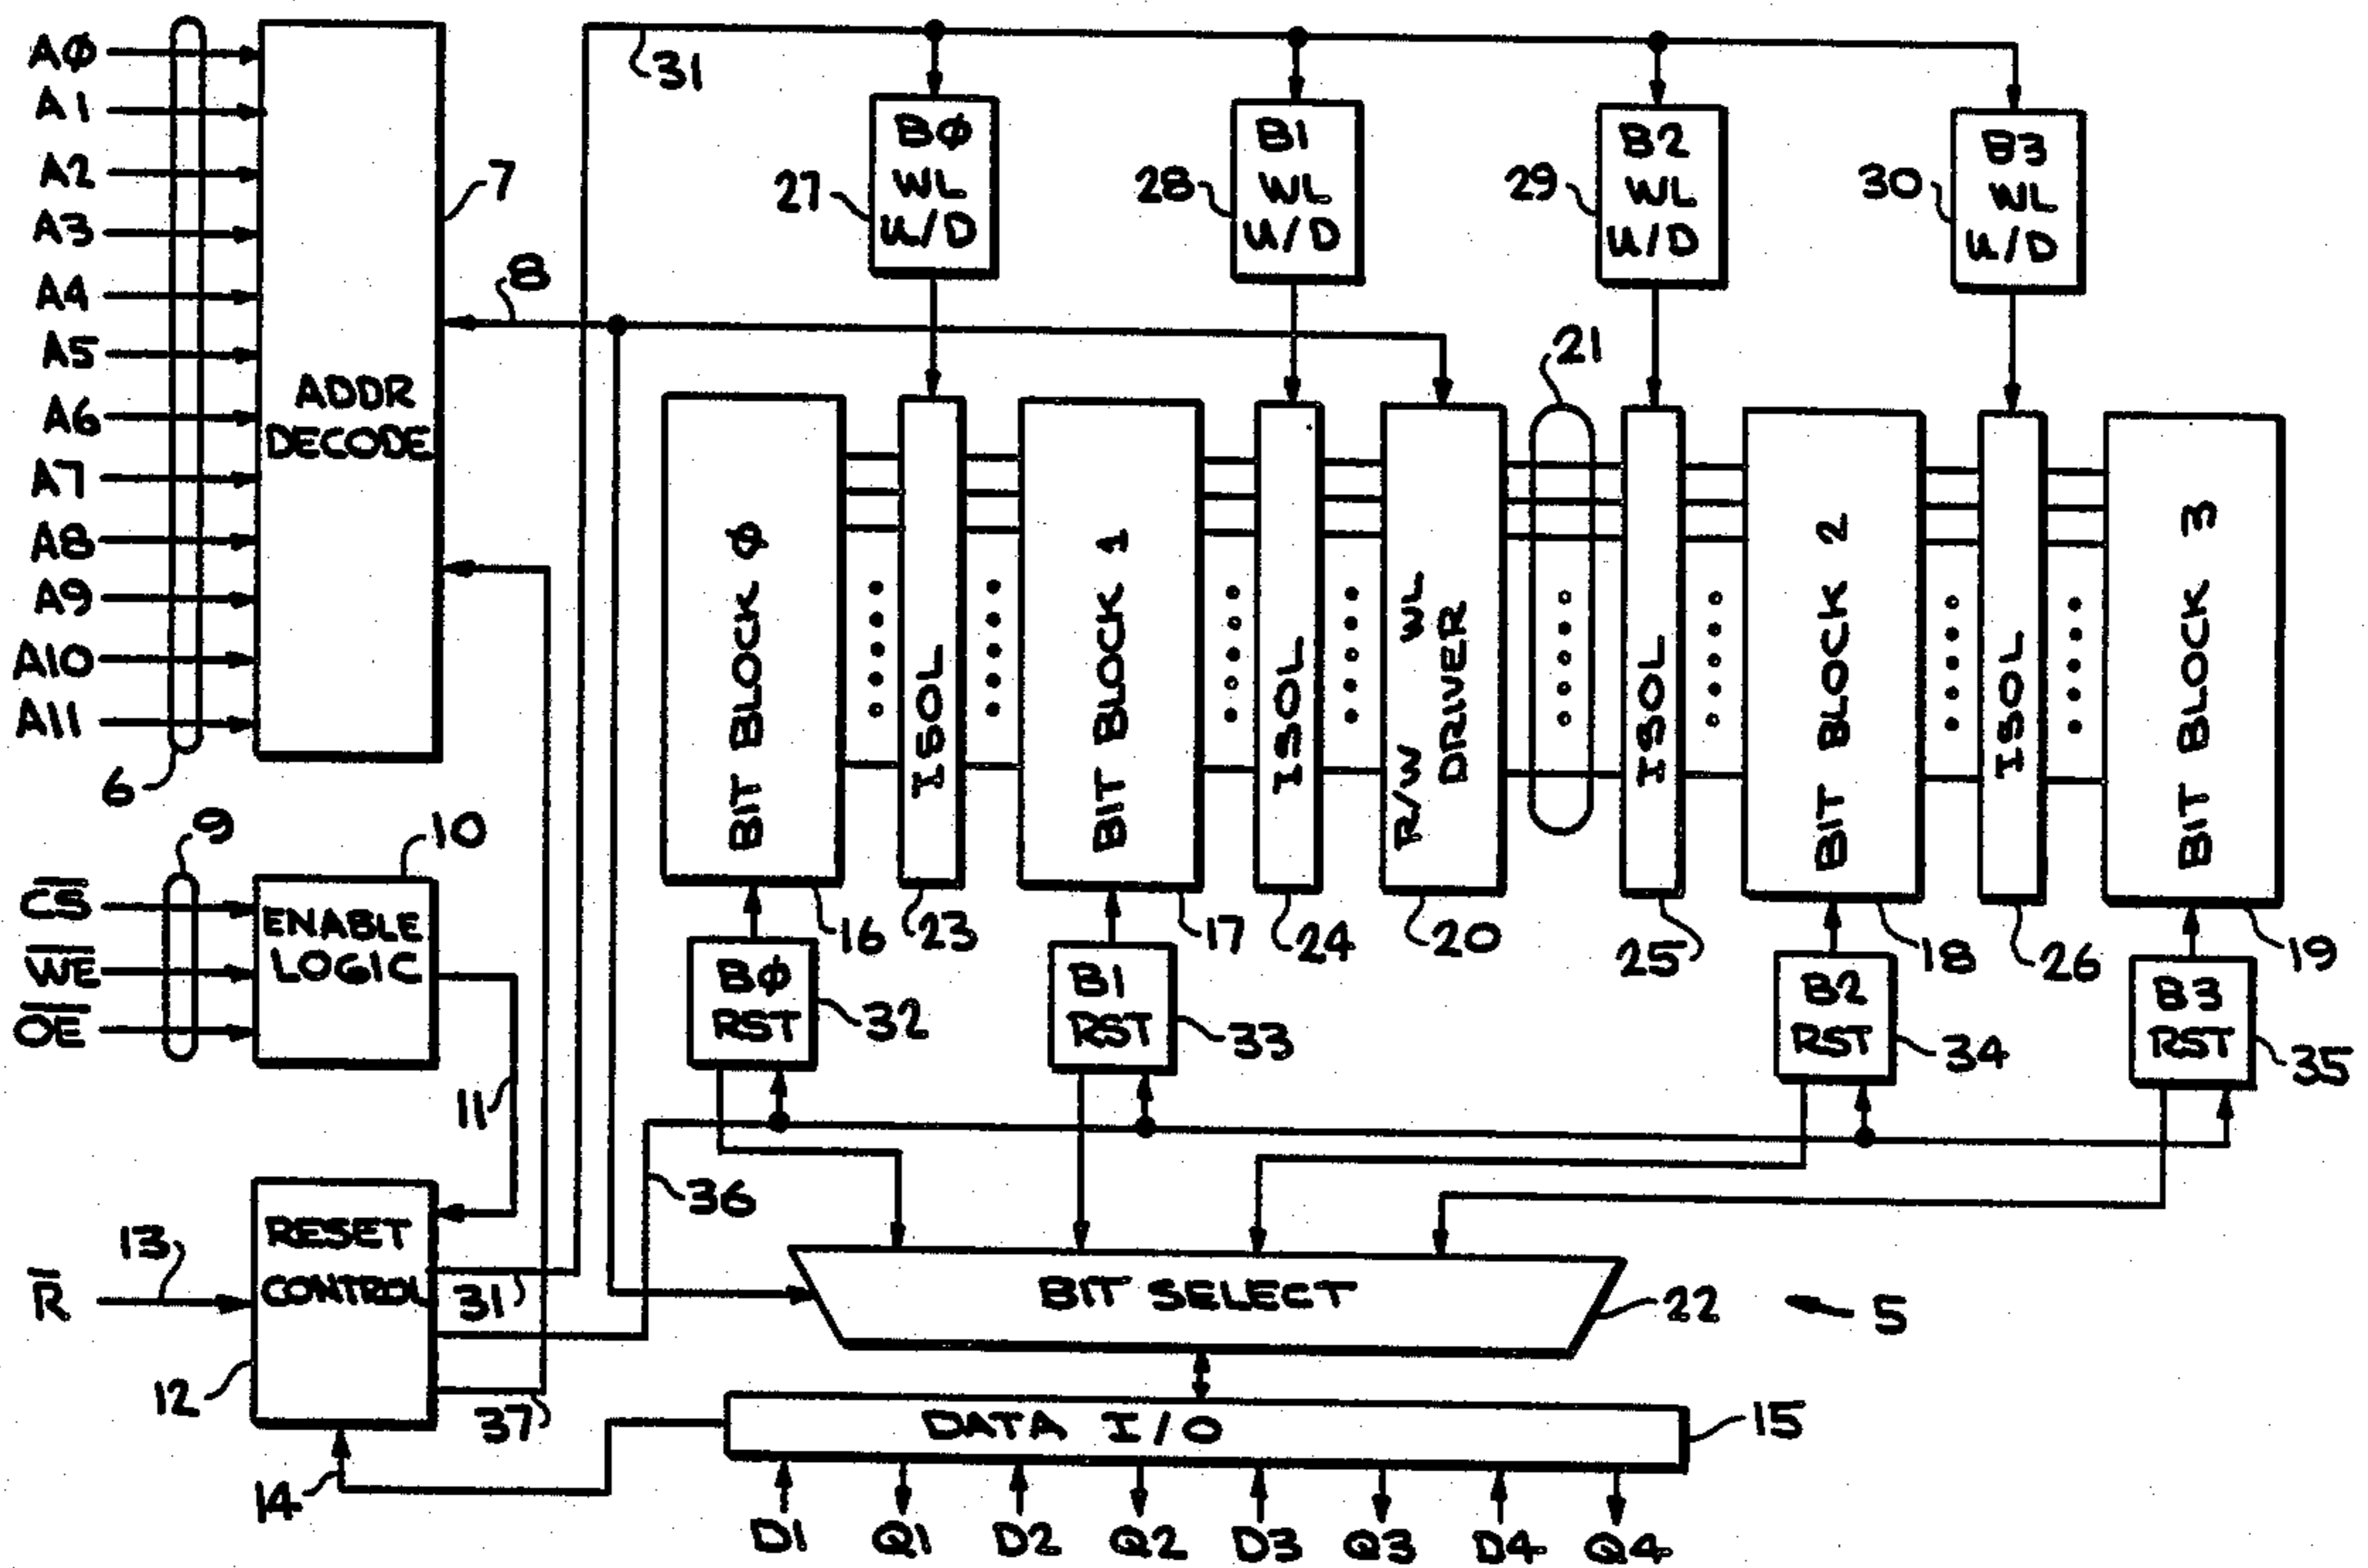 AØ
A1
A2
A3
A4
A5
A6
A7
A8
A9
A10
A11
6
ADDR
DECODE
7
8
31
BØ
WL
U/D
27
B1
WL
U/D
28
B2
WL
U/D
29
B3
WL
U/D
30
21
BIT BLOCK Ø
ISOL
BIT BLOCK 1
ISOL
R/W WL
DRIVER
ISOL
BIT BLOCK 2
ISOL
BIT BLOCK 3
16
23
17
24
20
25
18
26
19
9
10
C̅S̅
W̅E̅
O̅E̅
ENABLE
LOGIC
11
BØ
RST
32
B1
RST
33
B2
RST
34
B3
RST
35
36
13
R̅
RESET
CONTROL
31
12
37
14
BIT SELECT
22
5
DATA I/O
15
D1
Q1
D2
Q2
D3
Q3
D4
Q4